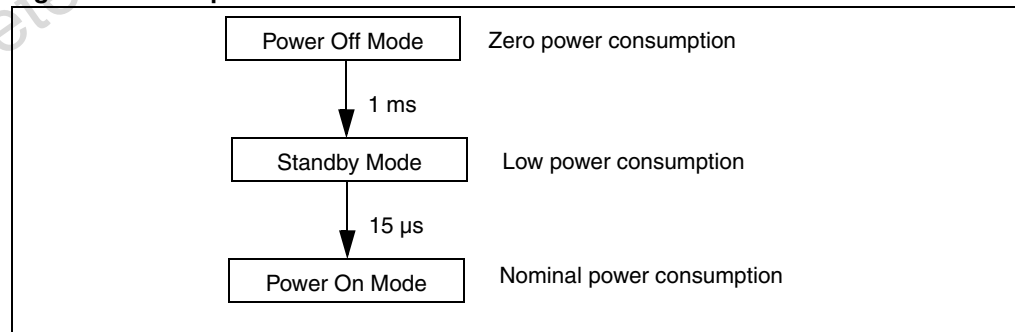 Power Off Mode Zero power consumption
1 ms
Standby Mode Low power consumption
15 µs
Power On Mode Nominal power consumption